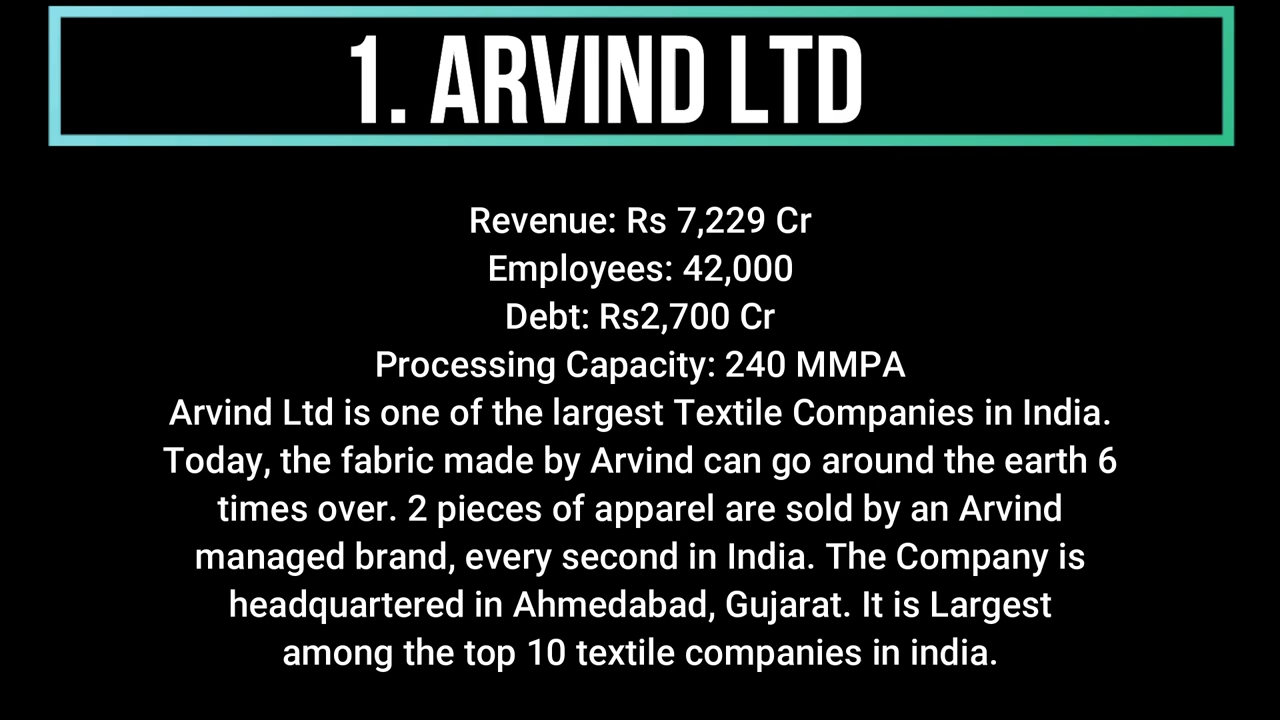 1. ARVIND LTD
Revenue: Rs 7,229 Cr
Employees: 42,000
Debt: Rs2,700 Cr
Processing Capacity: 240 MMPA
Arvind Ltd is one of the largest Textile Companies in India.
Today, the fabric made by Arvind can go around the earth 6
times over. 2 pieces of apparel are sold by an Arvind
managed brand, every second in India. The Company is
headquartered in Ahmedabad, Gujarat. It is Largest
among the top 10 textile companies in india.